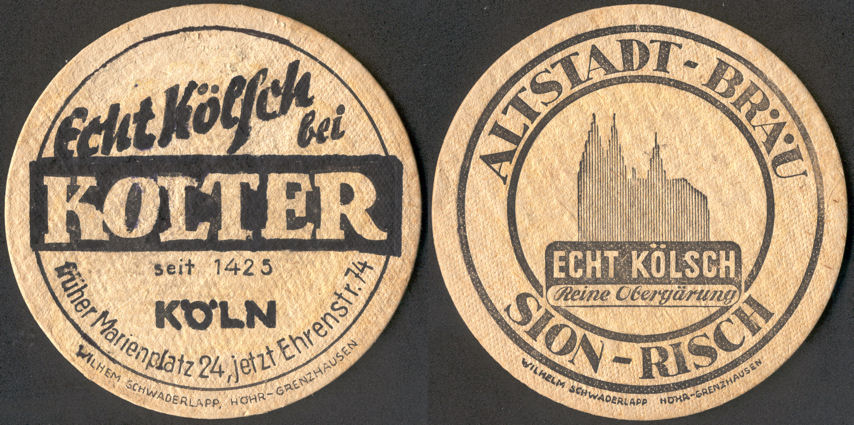 Echt Kölsch
bei
KOLTER
seit 1425
KÖLN
früher Marienplatz 24, jetzt Ehrenstr. 74
WILHEM SCHWADERLAPP, HÖHR-GRENZHAUSEN
ALTSTADT-BRÄU
ECHT KÖLSCH
Reine Obergärung
SION-RISCH
WILHELM SCHWADERLAPP HÖHR-GRENZHAUSEN